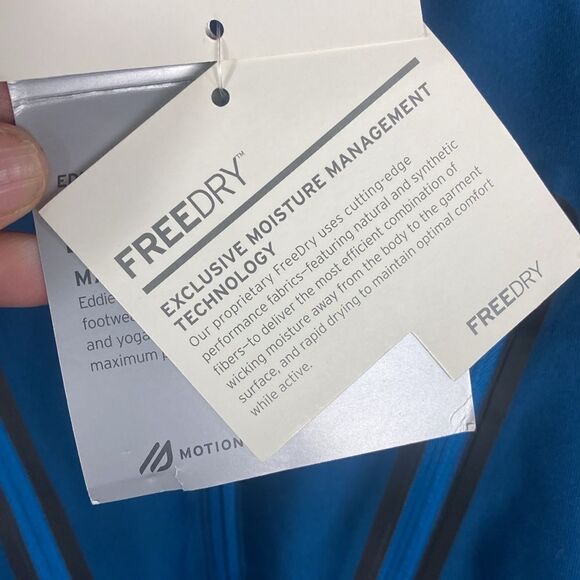 FREEDRY™
EXCLUSIVE MOISTURE MANAGEMENT
TECHNOLOGY
Our proprietary FreeDry uses cutting-edge
performance fabrics–featuring natural and synthetic
fibers–to deliver the most efficient combination of
wicking moisture away from the body to the garment
surface, and rapid drying to maintain optimal comfort
while active.
FREEDRY
Eddie
footwe
and yoga
maximum
MOTION